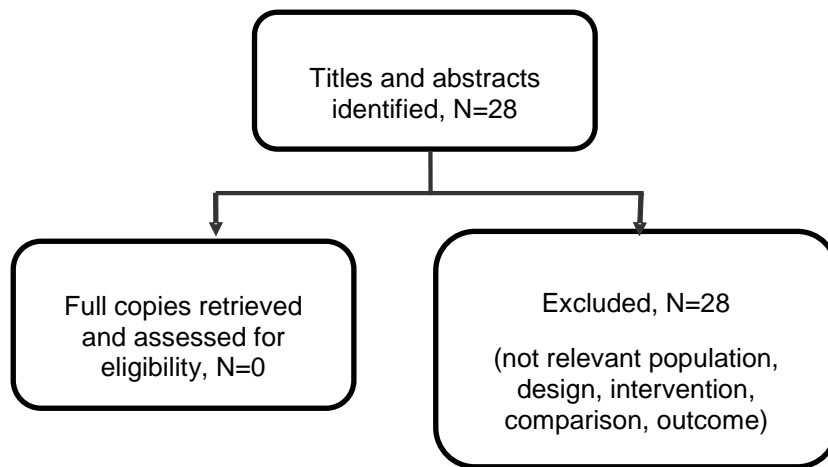 Titles and abstracts
identified, N=28
Full copies retrieved
and assessed for
eligibility, N=0
Excluded, N=28
(not relevant population,
design, intervention,
comparison, outcome)